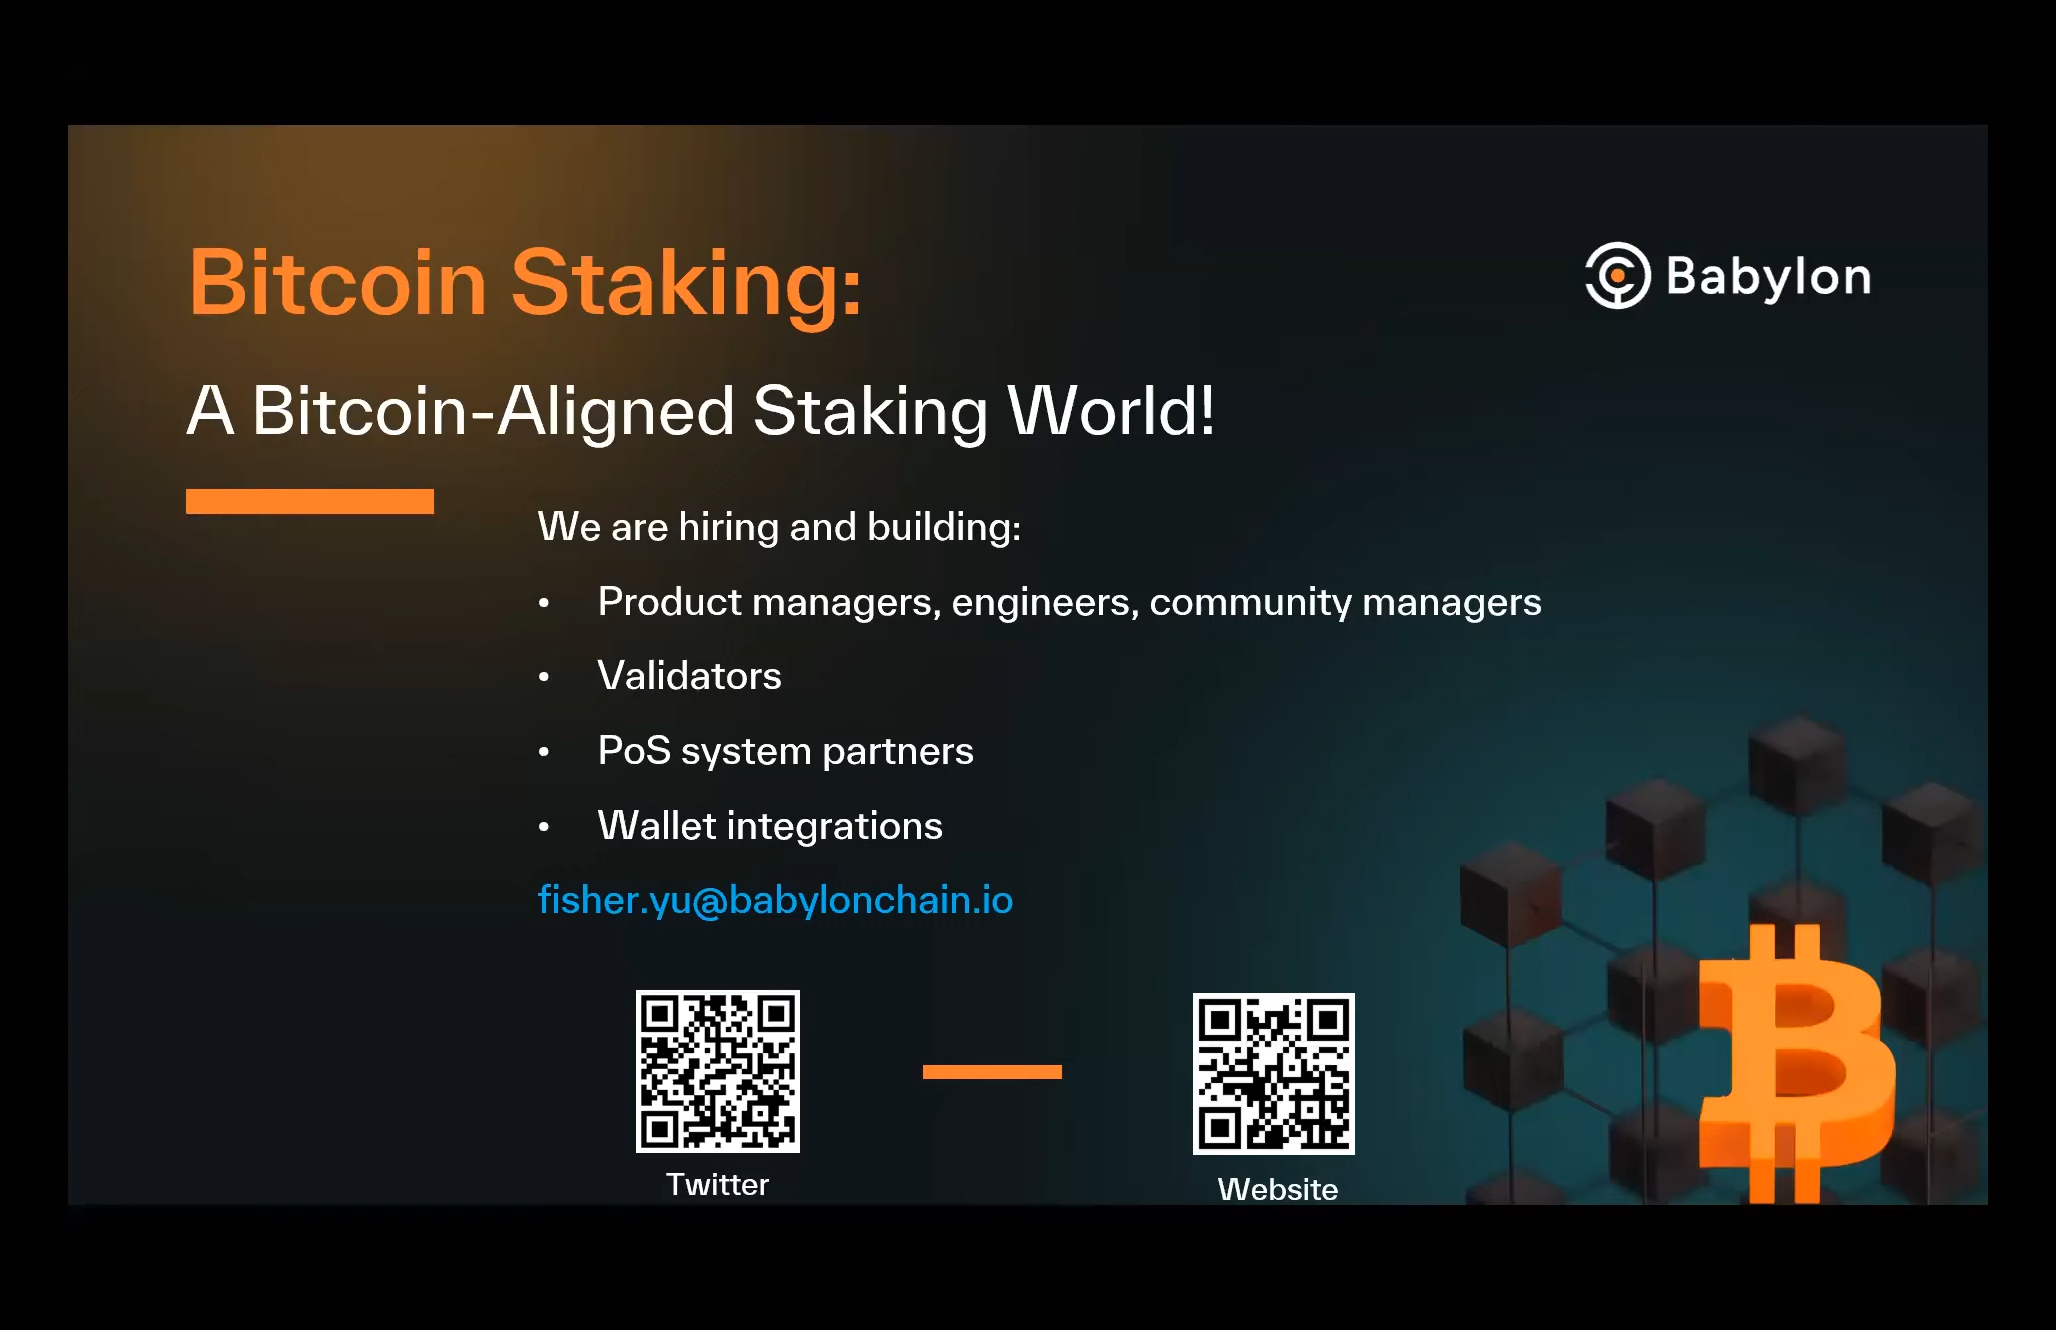 Bitcoin Staking:
Babylon
A Bitcoin-Aligned Staking World!
We are hiring and building:
• Product managers, engineers, community managers
• Validators
• PoS system partners
• Wallet integrations
fisher.yu@babylonchain.io
Twitter
Website